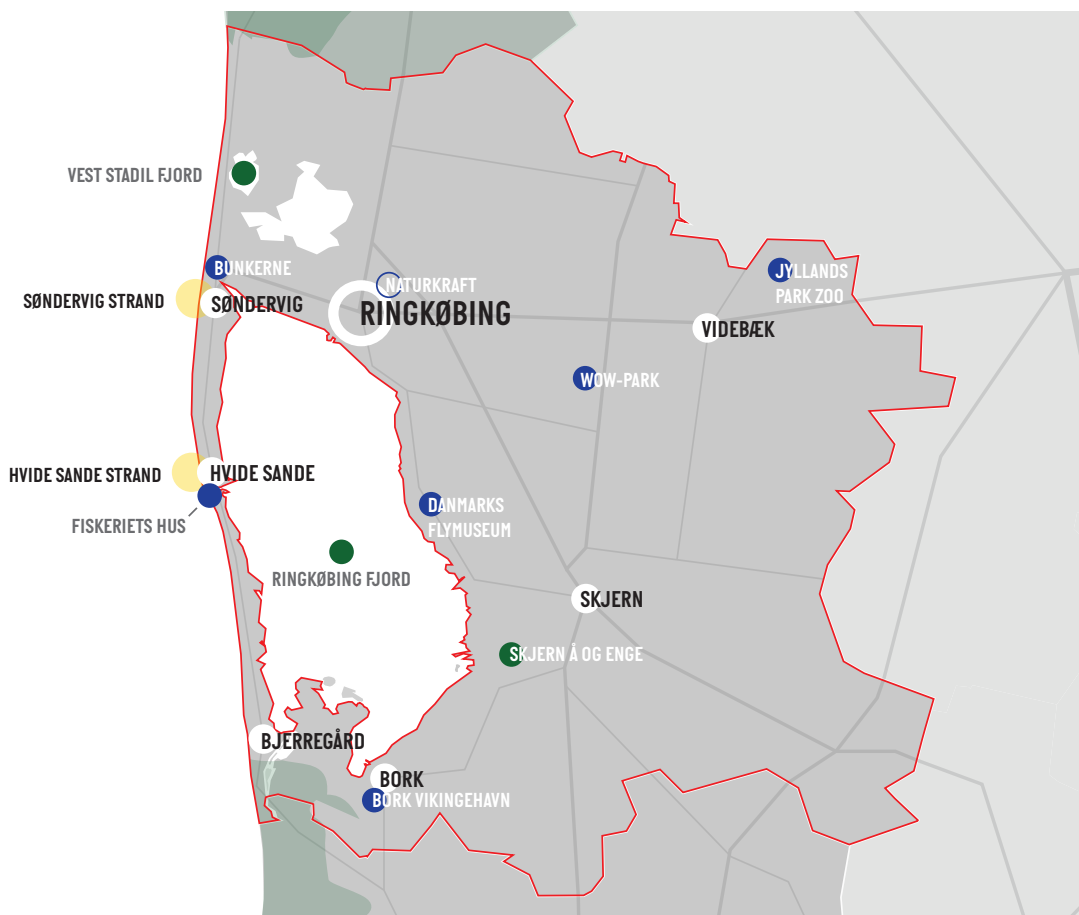 VEST STADIL FJORD
BUNKERNE
NATURKRAFT
JYLLANDS
PARK ZOO
SØNDERVIG STRAND
SØNDERVIG
RINGKØBING
VIDEBÆK
WOW-PARK
HVIDE SANDE STRAND
HVIDE SANDE
FISKERIETS HUS
DANMARKS
FLYMUSEUM
RINGKØBING FJORD
SKJERN
SKJERN Å OG ENGE
BJERREGÅRD
BORK
BORK VIKINGEHAVN